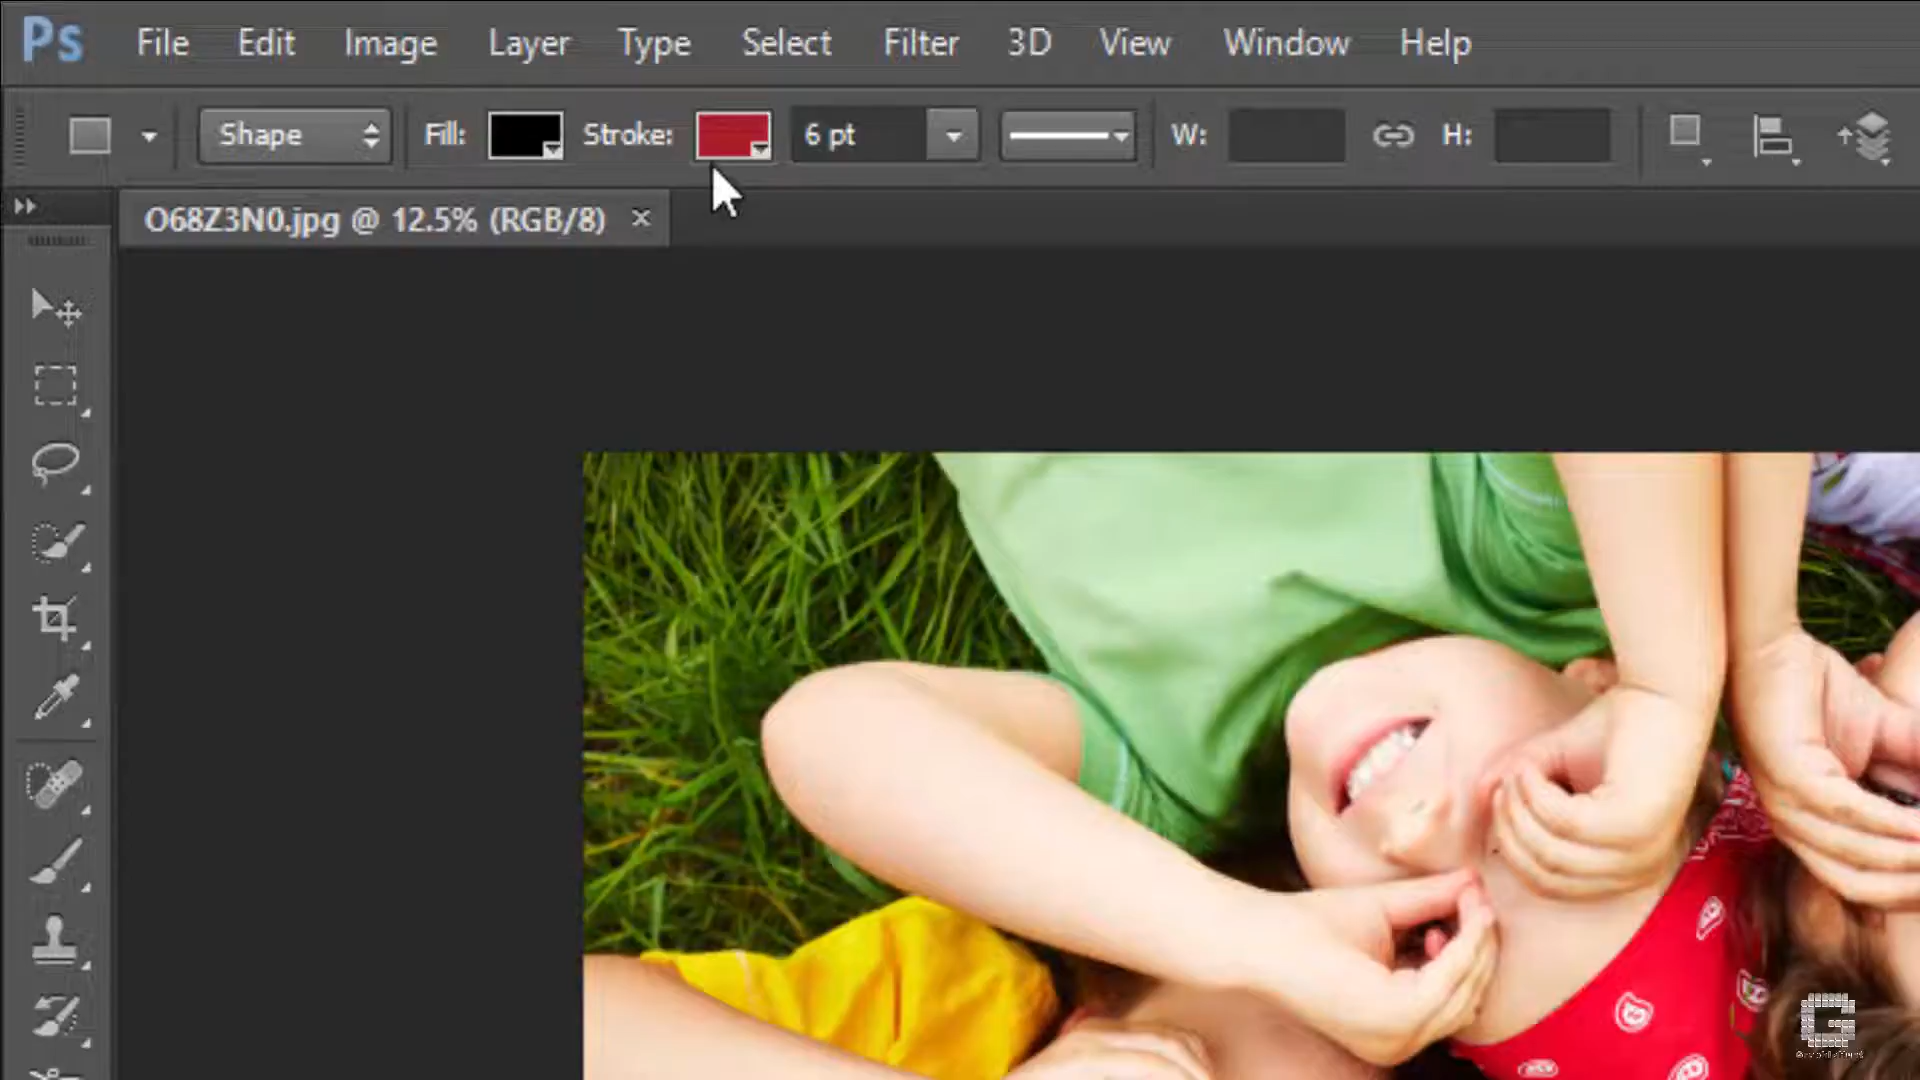 Ps File Edit Image Layer Type Select Filter 3D View Window Help
Shape Fill: Stroke: 6 pt W: H:
O68Z3N0.jpg @ 12.5% (RGB/8) ×
G